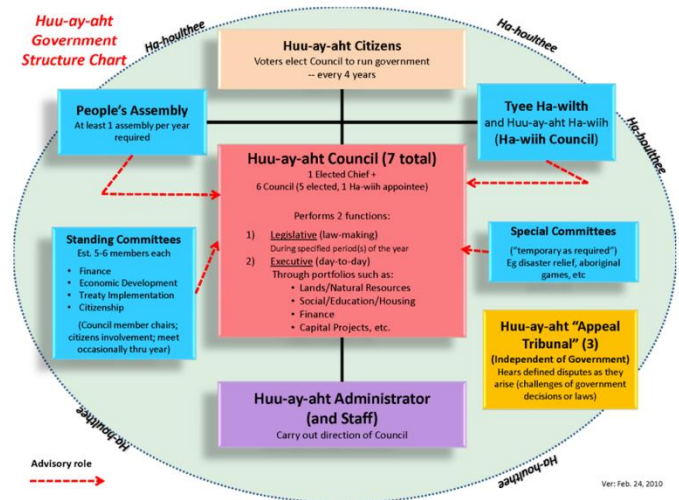 Huu-ay-aht
Government
Structure Chart
Ha-houlthee
Ha-houlthee
Huu-ay-aht Citizens
Voters elect Council to run government
-- every 4 years
People's Assembly
At least 1 assembly per year
required
Tyee Ha-wilth
and Huu-ay-aht Ha-wiih
(Ha-wiih Council)
Ha-houlthee
Huu-ay-aht Council (7 total)
1 Elected Chief +
6 Council (5 elected, 1 Ha-wiih appointee)
Performs 2 functions:
1) Legislative (law-making)
During specified period(s) of the year
2) Executive (day-to-day)
Through portfolios such as:
• Lands/Natural Resources
• Social/Education/Housing
• Finance
• Capital Projects, etc.
Standing Committees
Est. 5-6 members each
• Finance
• Economic Development
• Treaty Implementation
• Citizenship
(Council member chairs;
citizens involvement; meet
occasionally thru year)
Special Committees
("temporary as required")
Eg disaster relief, aboriginal
games, etc
Huu-ay-aht "Appeal
Tribunal" (3)
(Independent of Government)
Hears defined disputes as they
arise (challenges of government
decisions or laws)
Huu-ay-aht Administrator
(and Staff)
Carry out direction of Council
Ha-houlthee
Ha-houlthee
Advisory role
Ver: Feb. 24, 2010